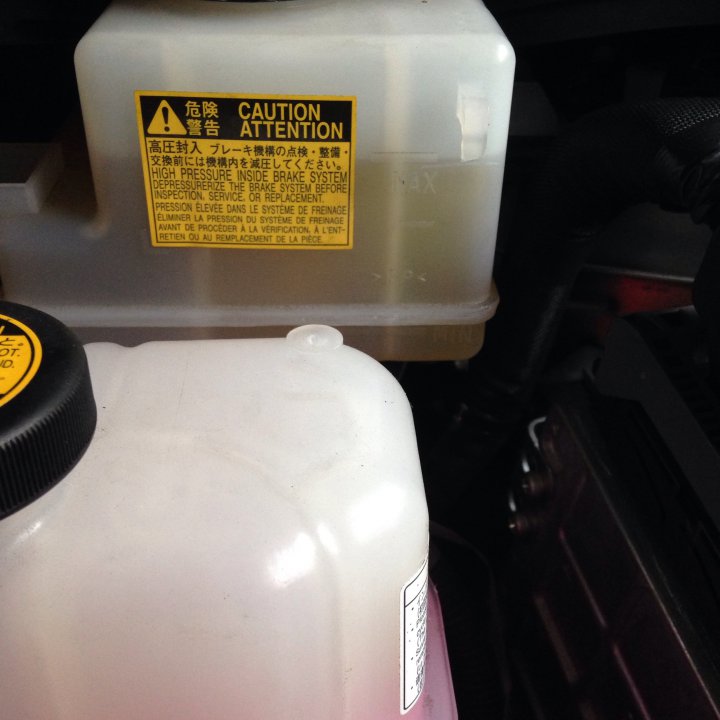 危険 CAUTION
警告 ATTENTION
高圧封入 ブレーキ機構の点検・整備・
交換前には機構内を減圧してください。
HIGH PRESSURE INSIDE BRAKE SYSTEM
DEPRESSURERIZE THE BRAKE SYSTEM BEFORE
INSPECTION, SERVICE, OR REPLACEMENT.
PRESSION ÉLEVÉE DANS LE SYSTEME DE FREINAGE
ÉLIMINER LA PRESSION DU SYSTEME DE FREINAGE
AVANT DE PROCÉDER À LA VÉRIFICATION, À L'ENT-
RETIEN OU AU REMPLACEMENT DE LA PIÈCE.
MAX